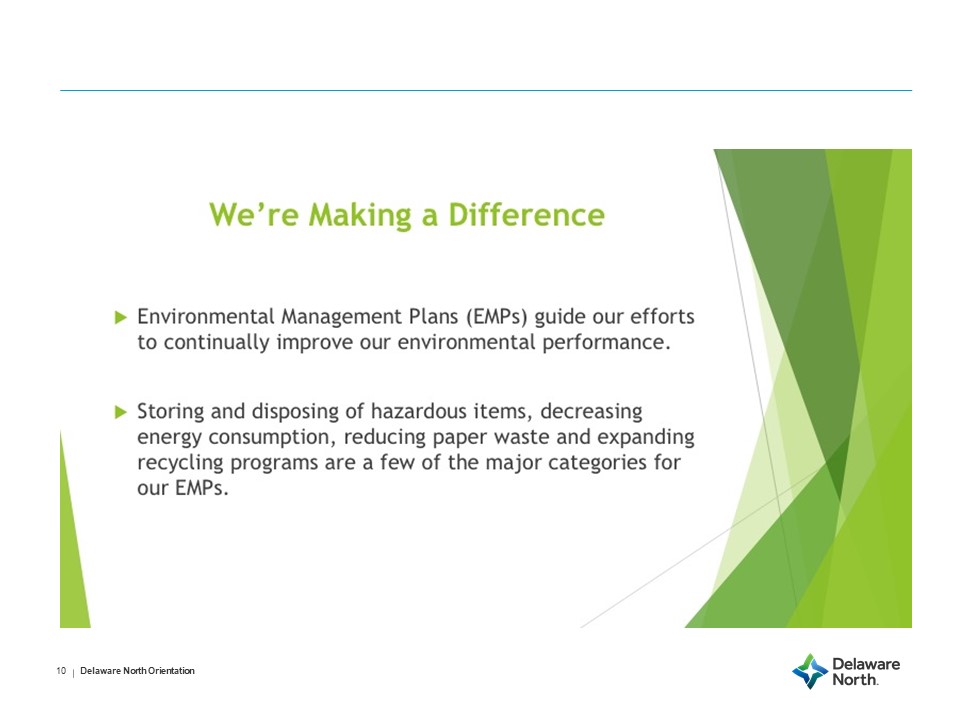 We're Making a Difference
Environmental Management Plans (EMPs) guide our efforts
to continually improve our environmental performance.
Storing and disposing of hazardous items, decreasing
energy consumption, reducing paper waste and expanding
recycling programs are a few of the major categories for
our EMPs.
10 | Delaware North Orientation
Delaware
North.